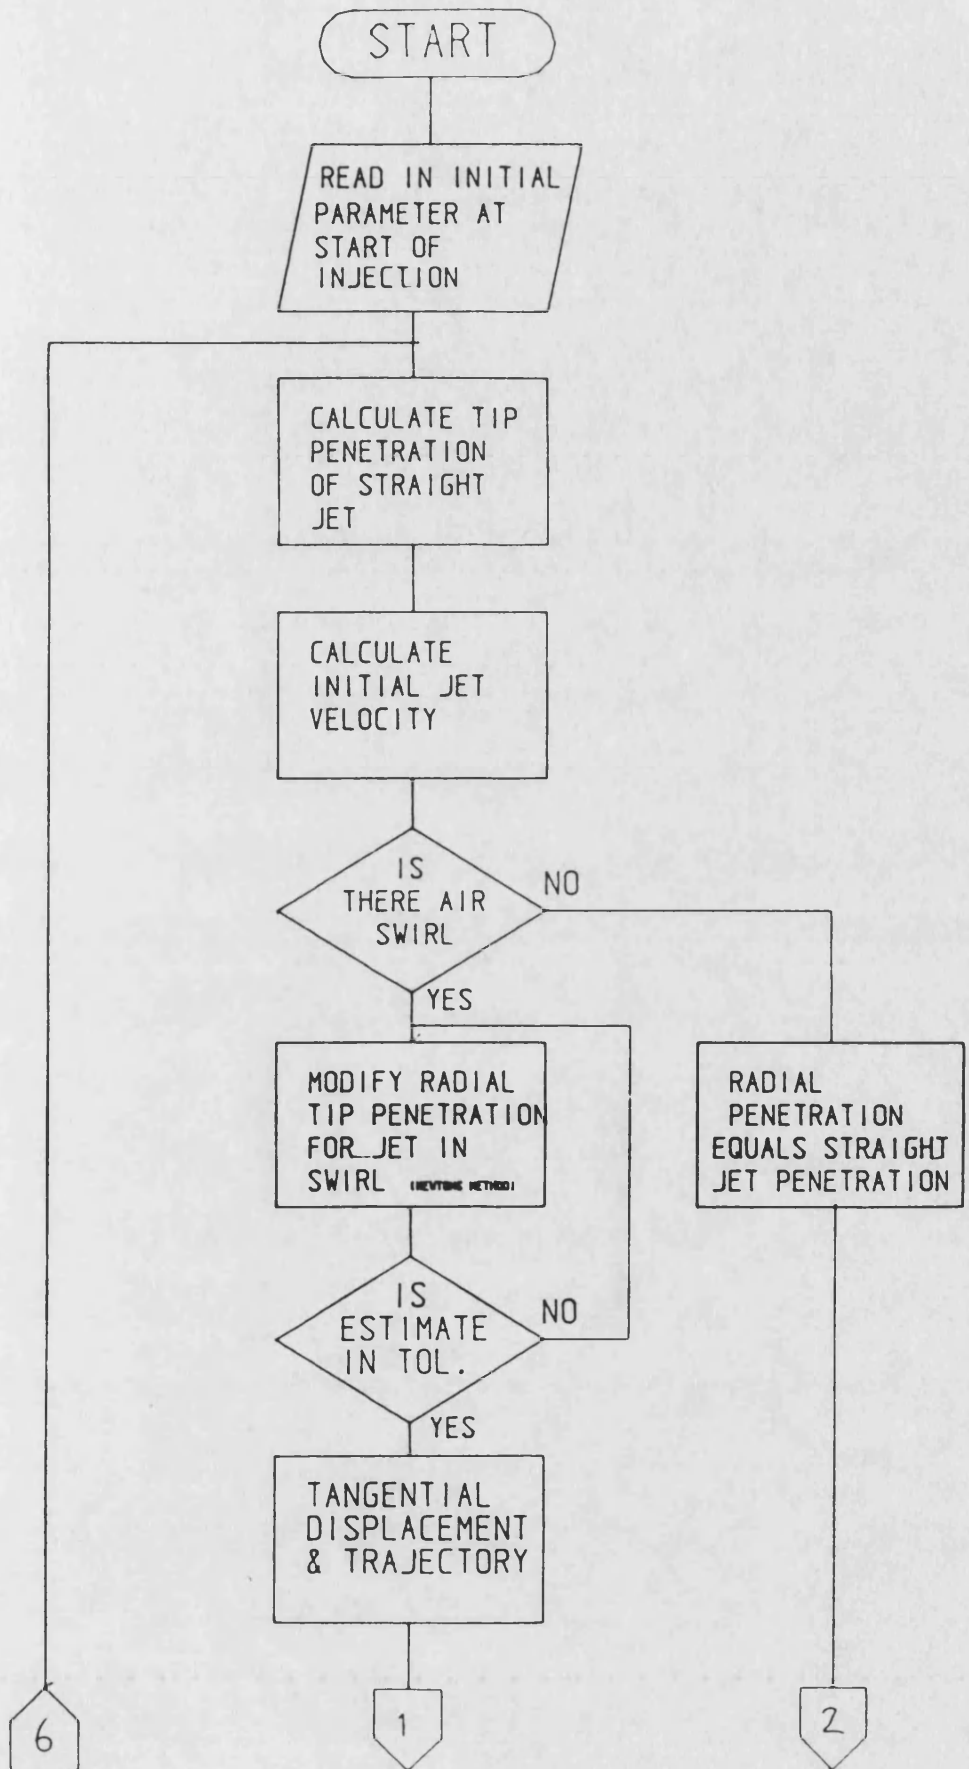 START
READ IN INITIAL
PARAMETER AT
START OF
INJECTION
CALCULATE TIP
PENETRATION
OF STRAIGHT
JET
CALCULATE
INITIAL JET
VELOCITY
IS
THERE AIR
SWIRL
NO
YES
MODIFY RADIAL
TIP PENETRATION
FOR JET IN
SWIRL
RADIAL
PENETRATION
EQUALS STRAIGHT
JET PENETRATION
IS
ESTIMATE
IN TOL.
NO
YES
TANGENTIAL
DISPLACEMENT
& TRAJECTORY
6
1
2